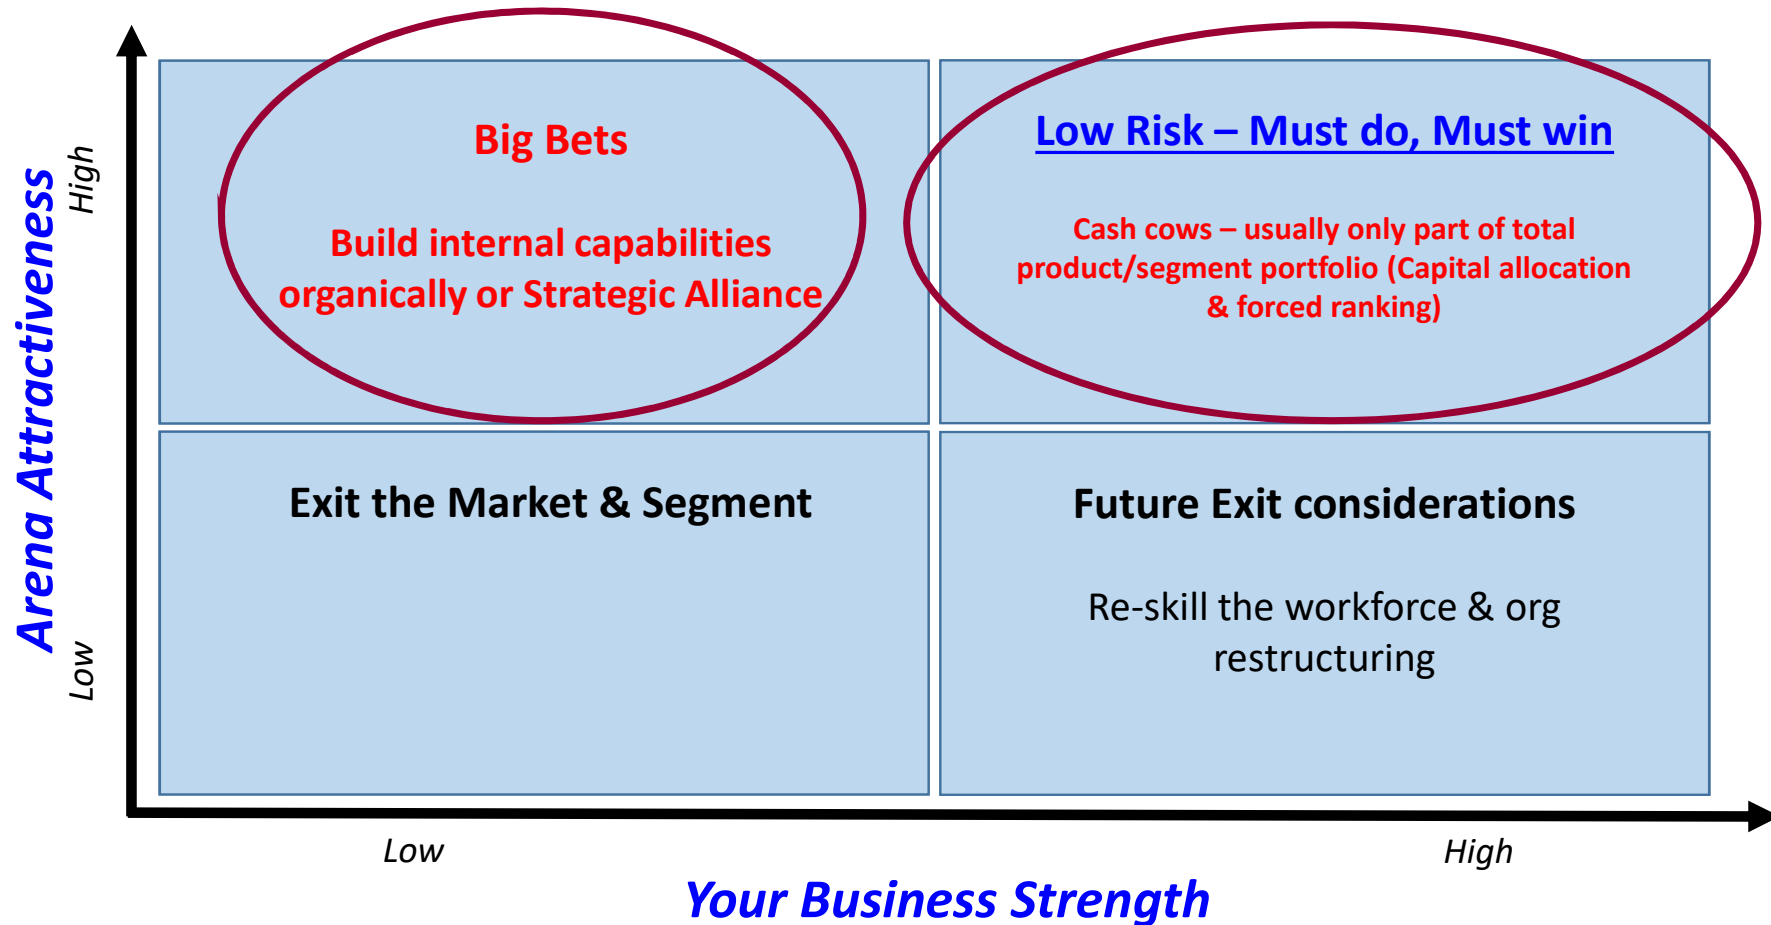 Arena Attractiveness
High
Low
Big Bets
Build internal capabilities
organically or Strategic Alliance
Low Risk – Must do, Must win
Cash cows – usually only part of total
product/segment portfolio (Capital allocation
& forced ranking)
Exit the Market & Segment
Future Exit considerations
Re-skill the workforce & org
restructuring
Low
High
Your Business Strength